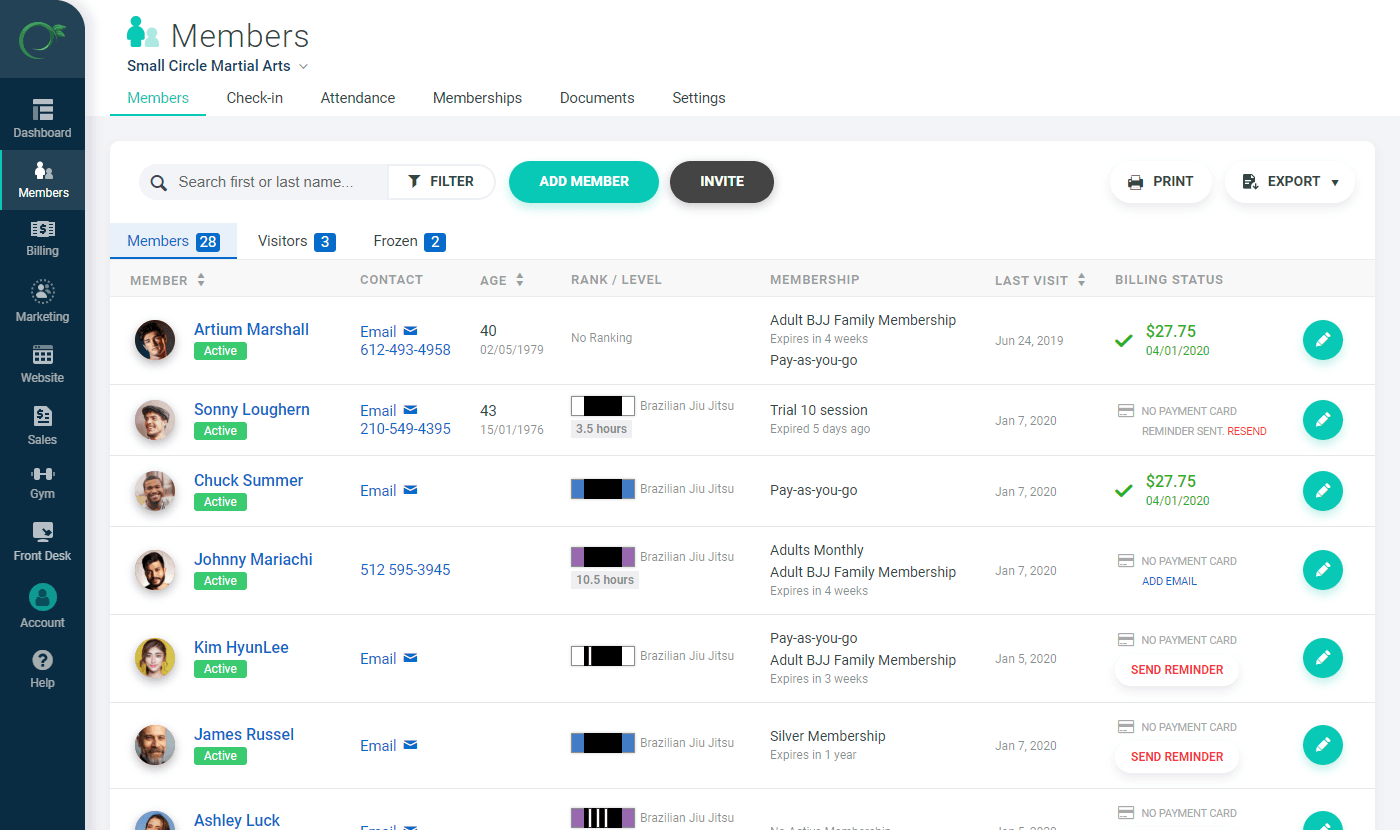 Members
Small Circle Martial Arts
Members Check-in Attendance Memberships Documents Settings
Dashboard
Members
Billing
Marketing
Website
Sales
Gym
Front Desk
Account
Help
Search first or last name... FILTER ADD MEMBER INVITE PRINT EXPORT
Members 28 Visitors 3 Frozen 2
MEMBER CONTACT AGE RANK / LEVEL MEMBERSHIP LAST VISIT BILLING STATUS
Artium Marshall
Active
Email
612-493-4958
40
02/05/1979
No Ranking
Adult BJJ Family Membership
Expires in 4 weeks
Pay-as-you-go
Jun 24, 2019
$27.75
04/01/2020
Sonny Loughern
Active
Email
210-549-4395
43
15/01/1976
Brazilian Jiu Jitsu
3.5 hours
Trial 10 session
Expired 5 days ago
Jan 7, 2020
NO PAYMENT CARD
REMINDER SENT. RESEND
Chuck Summer
Active
Email
Brazilian Jiu Jitsu
Pay-as-you-go
Jan 7, 2020
$27.75
04/01/2020
Johnny Mariachi
Active
512 595-3945
Brazilian Jiu Jitsu
10.5 hours
Adults Monthly
Adult BJJ Family Membership
Expires in 4 weeks
Jan 7, 2020
NO PAYMENT CARD
ADD EMAIL
Kim HyunLee
Active
Email
Brazilian Jiu Jitsu
Pay-as-you-go
Adult BJJ Family Membership
Expires in 3 weeks
Jan 5, 2020
NO PAYMENT CARD
SEND REMINDER
James Russel
Active
Email
Brazilian Jiu Jitsu
Silver Membership
Expires in 1 year
Jan 7, 2020
NO PAYMENT CARD
SEND REMINDER
Ashley Luck
Email
Brazilian Jiu Jitsu
No Active Membership
Jan 5, 2020
NO PAYMENT CARD